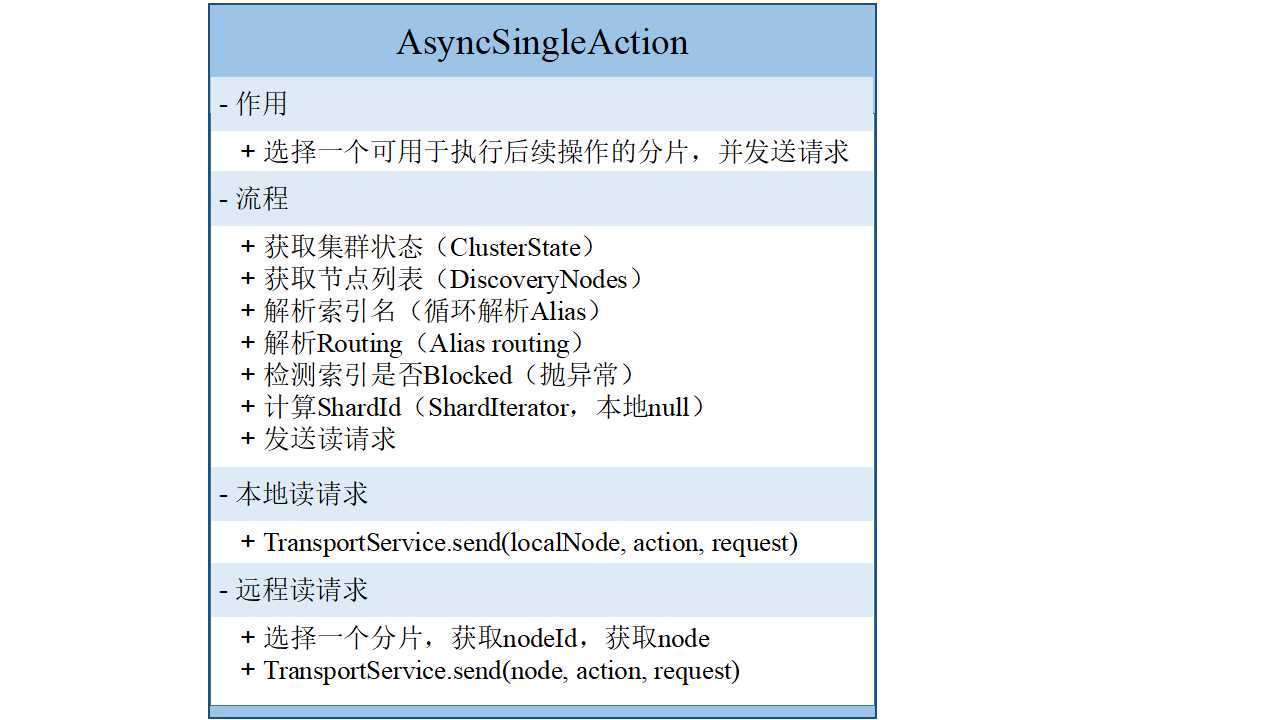 AsyncSingleAction
- 作用
+ 选择一个可用于执行后续操作的分片，并发送请求
- 流程
+ 获取集群状态（ClusterState）
+ 获取节点列表（DiscoveryNodes）
+ 解析索引名（循环解析Alias）
+ 解析Routing（Alias routing）
+ 检测索引是否Blocked（抛异常）
+ 计算ShardId（ShardIterator，本地null）
+ 发送读请求
- 本地读请求
+ TransportService.send(localNode, action, request)
- 远程读请求
+ 选择一个分片，获取nodeId，获取node
+ TransportService.send(node, action, request)